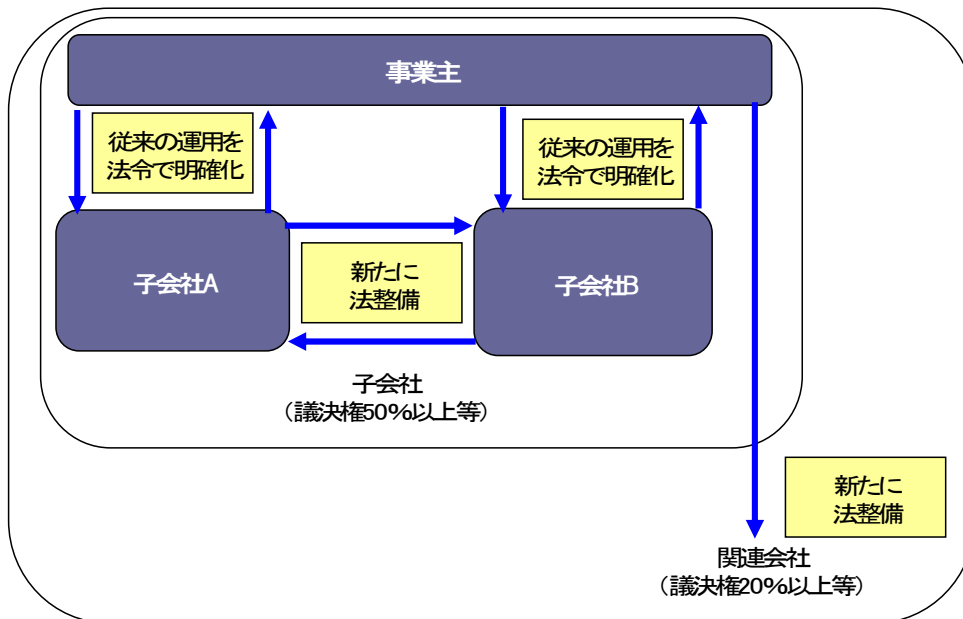 事業主
従来の運用を
法令で明確化
従来の運用を
法令で明確化
子会社A
新たに
法整備
子会社B
子会社
（議決権50%以上等）
新たに
法整備
関連会社
（議決権20%以上等）